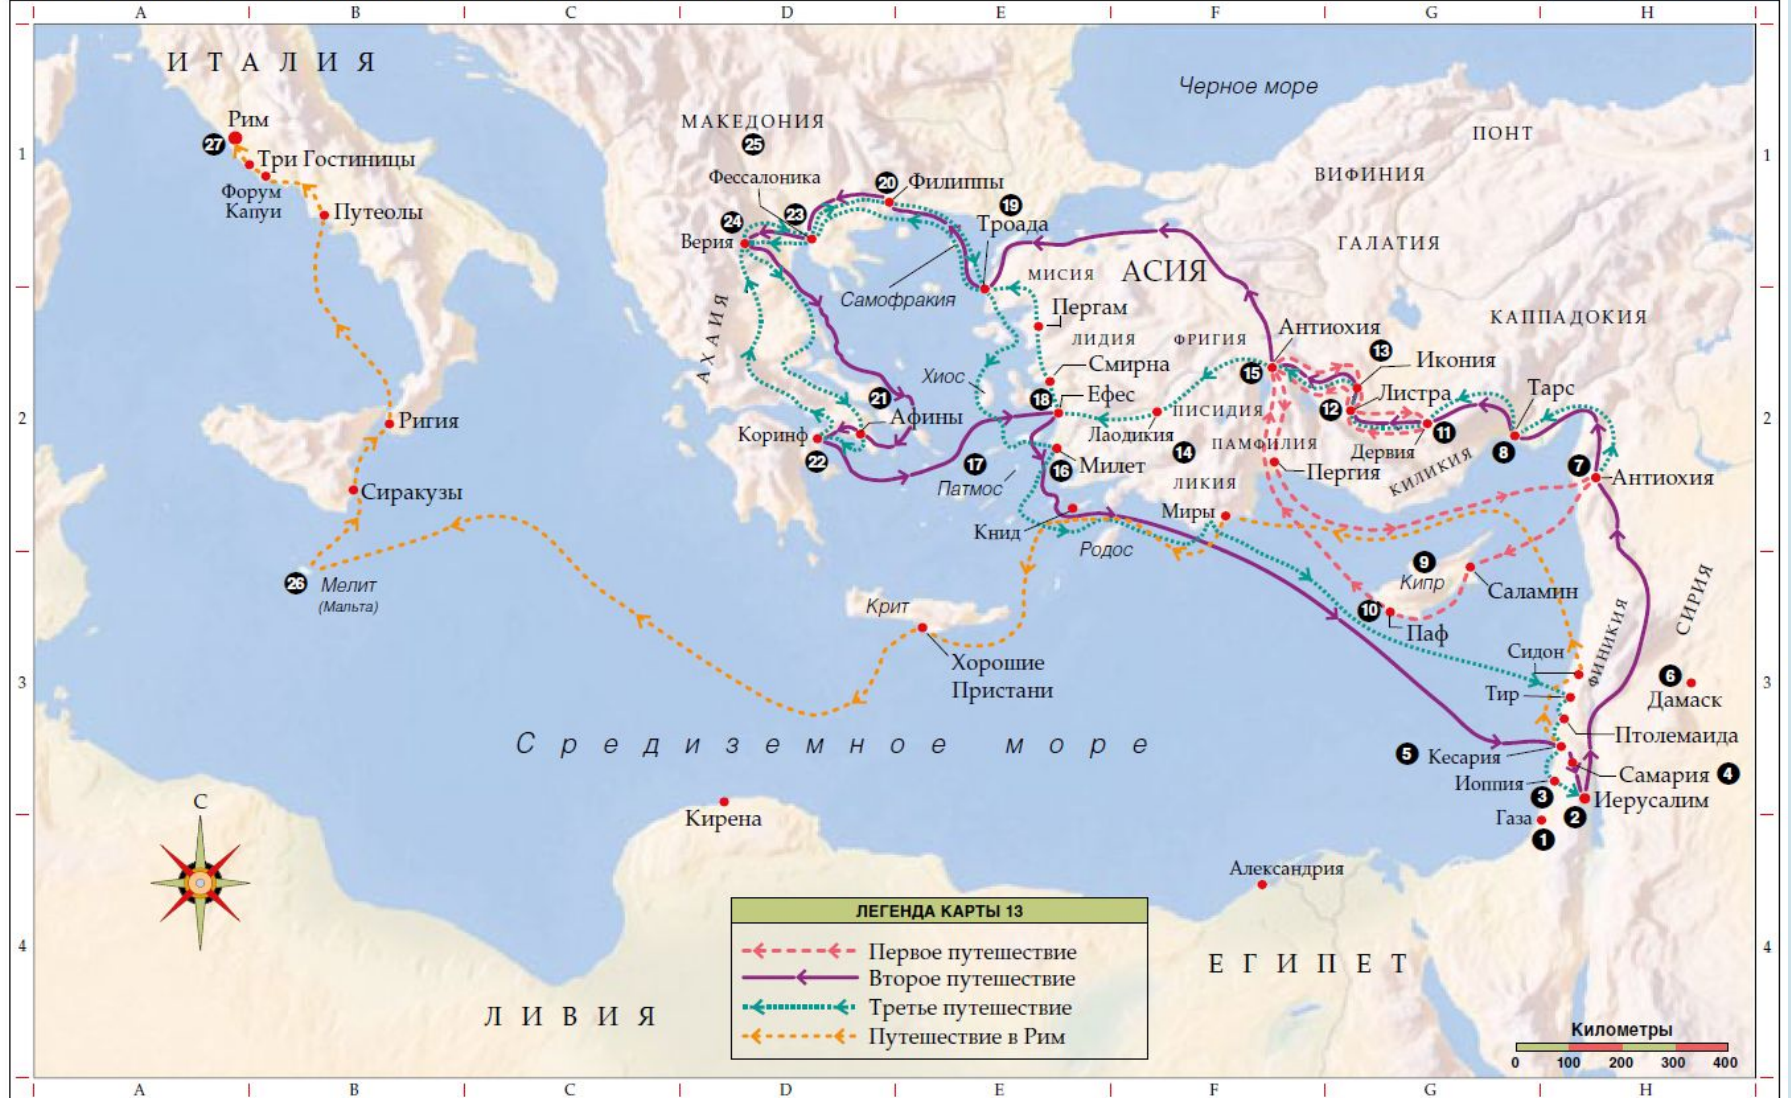 A B C D E F G H
ИТАЛИЯ
Черное море
Рим
27
Три Гостиницы
Форум
Капуи
Путеолы
МАКЕДОНИЯ
25
Фессалоника
20
Филиппы
19
Троада
24
23
Верия
Самофракия
МИСИЯ
АСИЯ
ПОНТ
ВИФИНИЯ
ГАЛАТИЯ
1
1
Пергам
ЛИДИЯ
ФРИГИЯ
Антиохия
КАППАДОКИЯ
13
Икония
АХАИЯ
Хиос
Смирна
15
18
Ефес
12
Листра
Тарс
21
Афины
ПИСИДИЯ
2
2
Ригия
Коринф
22
Лаодикия
ПАМФИЛИЯ
14
Дервия
11
8
7
17
Милет
16
Пергия
КИЛИКИЯ
Антиохия
Сиракузы
Патмос
ЛИКИЯ
Миры
Книд
Родос
26
Мелит
(Мальта)
9
Кипр
Саламин
СИРИЯ
Крит
10
Паф
ФИНИКИЯ
Хорошие
Пристани
Сидон
3
3
Тир
6
Дамаск
Средиземное море
Птолемаида
5
Кесария
Самария
4
Иоппия
3
Иерусалим
2
С
Кирена
Газа
1
Александрия
ЛЕГЕНДА КАРТЫ 13
Первое путешествие
Второе путешествие
Третье путешествие
Путешествие в Рим
4
4
ЕГИПЕТ
ЛИВИЯ
Километры
0 100 200 300 400
A B C D E F G H